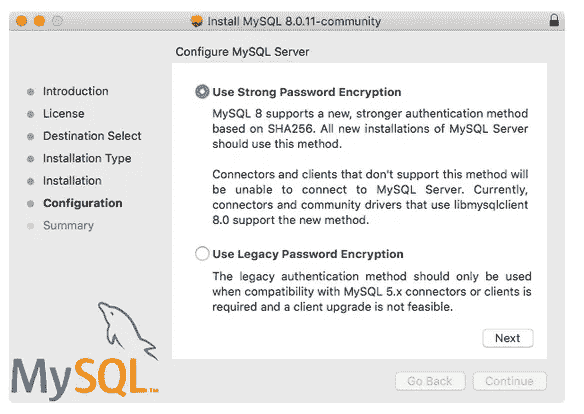 Install MySQL 8.0.11-community
Configure MySQL Server
Introduction
License
Destination Select
Installation Type
Installation
Configuration
Summary
Use Strong Password Encryption
MySQL 8 supports a new, stronger authentication method
based on SHA256. All new installations of MySQL Server
should use this method.
Connectors and clients that don't support this method will
be unable to connect to MySQL Server. Currently,
connectors and community drivers that use libmysqlclient
8.0 support the new method.
Use Legacy Password Encryption
The legacy authentication method should only be used
when compatibility with MySQL 5.x connectors or clients is
required and a client upgrade is not feasible.
Next
MySQL™
Go Back
Continue